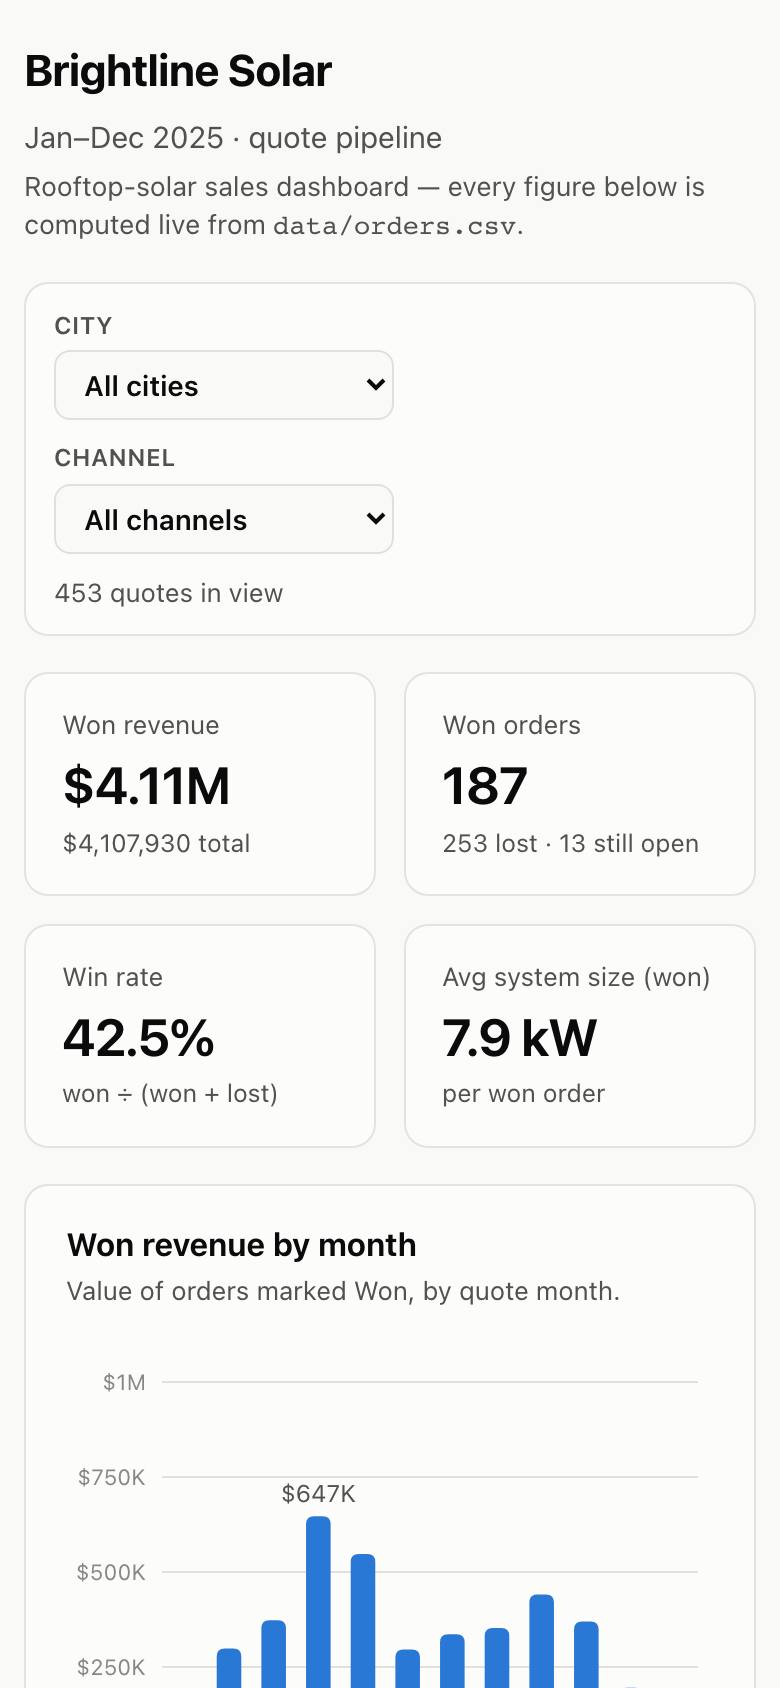 Brightline Solar
Jan–Dec 2025 · quote pipeline
Rooftop-solar sales dashboard — every figure below is
computed live from data/orders.csv.
CITY
All cities
CHANNEL
All channels
453 quotes in view
Won revenue
$4.11M
$4,107,930 total
Won orders
187
253 lost · 13 still open
Win rate
42.5%
won ÷ (won + lost)
Avg system size (won)
7.9 kW
per won order
Won revenue by month
Value of orders marked Won, by quote month.
$1M
$750K
$647K
$500K
$250K